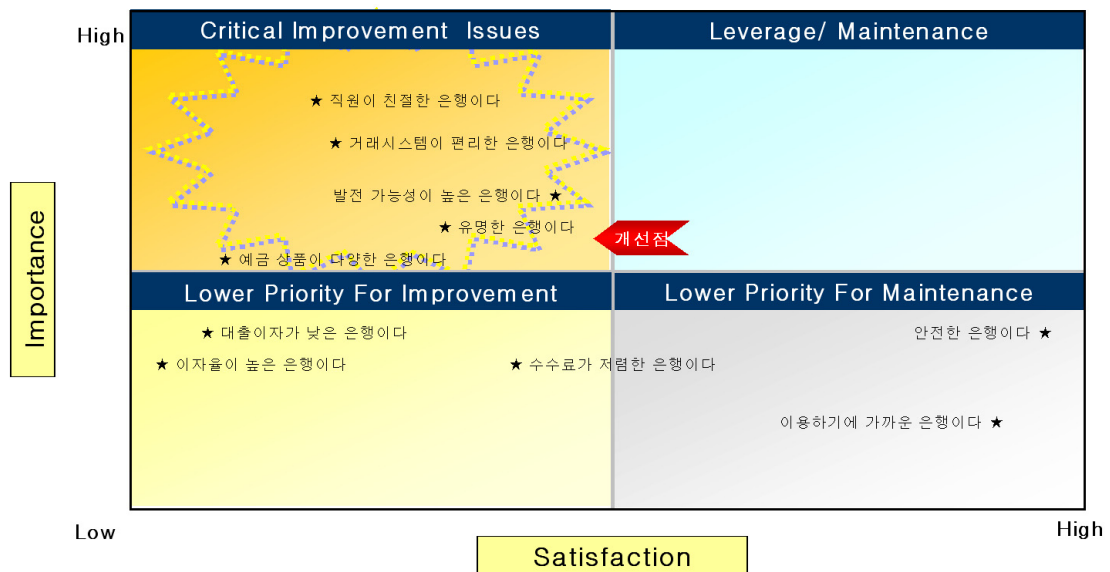 High
Critical Improvement Issues
Leverage/ Maintenance
★ 직원이 친절한 은행이다
★ 거래시스템이 편리한 은행이다
발전 가능성이 높은 은행이다 ★
★ 유명한 은행이다
개선점
★ 예금 상품이 다양한 은행이다
Importance
Lower Priority For Improvement
Lower Priority For Maintenance
★ 대출이자가 낮은 은행이다
안전한 은행이다 ★
★ 이자율이 높은 은행이다
★ 수수료가 저렴한 은행이다
이용하기에 가까운 은행이다 ★
Low
High
Satisfaction